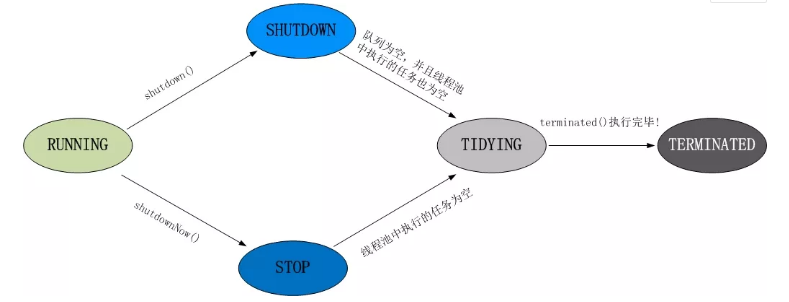 SHUTDOWN
shutdown()
队列为空，并且线程池
中执行的任务也为空
RUNNING
TIDYING
terminated()执行完毕!
TERMINATED
shutdownNow()
线程池中执行的任务为空
STOP